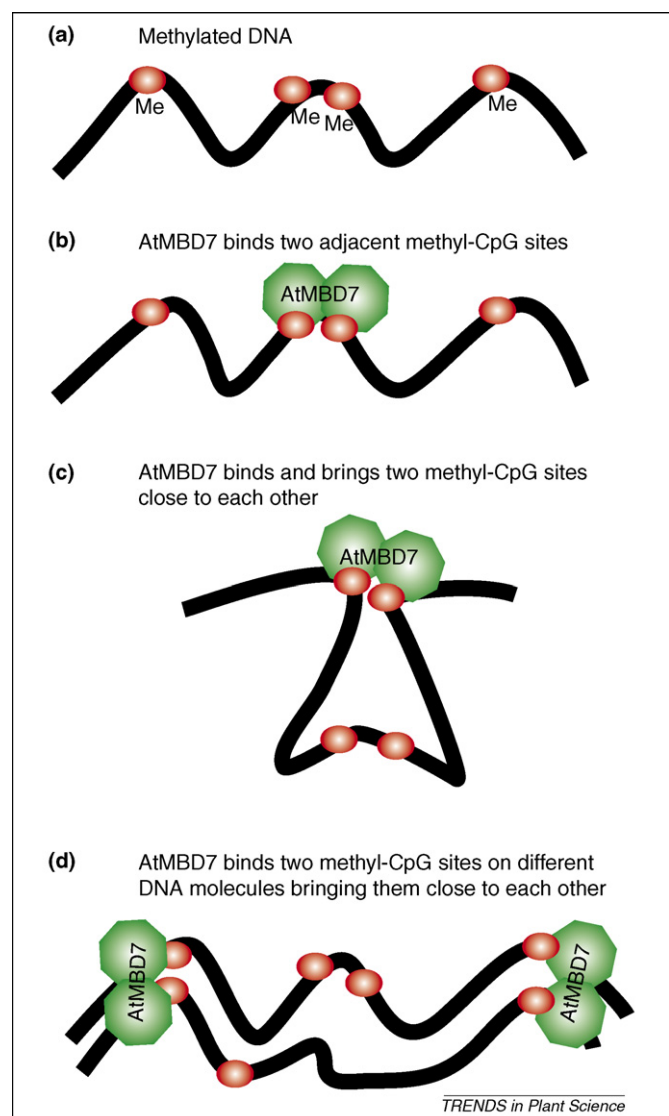 (a) Methylated DNA
Me
Me
Me
Me
(b) AtMBD7 binds two adjacent methyl-CpG sites
AtMBD7
(c) AtMBD7 binds and brings two methyl-CpG sites
close to each other
AtMBD7
(d) AtMBD7 binds two methyl-CpG sites on different
DNA molecules bringing them close to each other
AtMBD7
AtMBD7
TRENDS in Plant Science